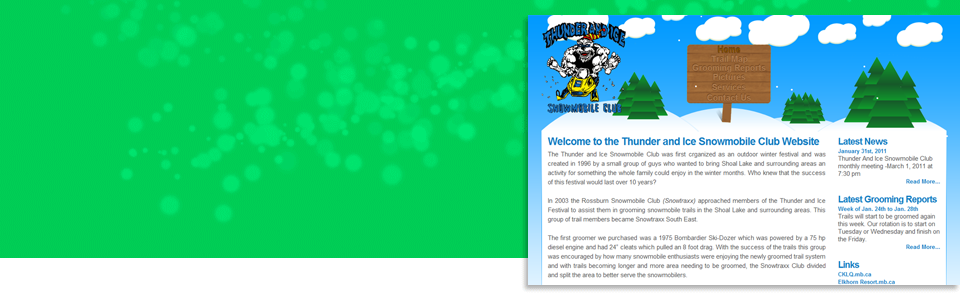 THUNDER AND ICE
SNOWMOBILE CLUB
Home
Trail Map
Grooming Reports
Pictures
Contact Us
Welcome to the Thunder and Ice Snowmobile Club Website
The Thunder and Ice Snowmobile Club was first organized as an outdoor winter festival and was
created in 1996 by a small group of guys who wanted to bring Shoal Lake and surrounding areas an
activity for something the whole family could enjoy in the winter months. Who knew that the success
of this festival would last over 10 years?
In 2003 the Rossburn Snowmobile Club (Snowtraxx) approached members of the Thunder and Ice
Festival to assist them in grooming snowmobile trails in the Shoal Lake and surrounding areas. This
group of trail members became Snowtraxx South East.
The first groomer we purchased was a 1975 Bombardier Ski-Dozer which was powered by a 75 hp
diesel engine and had 24" cleats which pulled an 8 foot drag. With the success of the trails this group
was encouraged by how many snowmobile enthusiasts were enjoying the newly groomed trail system
and with trails becoming longer and more area needing to be groomed, the Snowtraxx Club divided
and split the area to better serve the snowmobilers.
Latest News
January 31st, 2011
Thunder And Ice Snowmobile Club
monthly meeting -March 1, 2011 at
7:30 pm
Read More...
Latest Grooming Reports
Week of Jan. 24th to Jan. 28th
Trails will start to be groomed again
this week. Our rotation is to start on
Tuesday or Wednesday and finish on
the Friday.
Read More...
Links
CKLQ.mb.ca
Elkhorn Resort.mb.ca